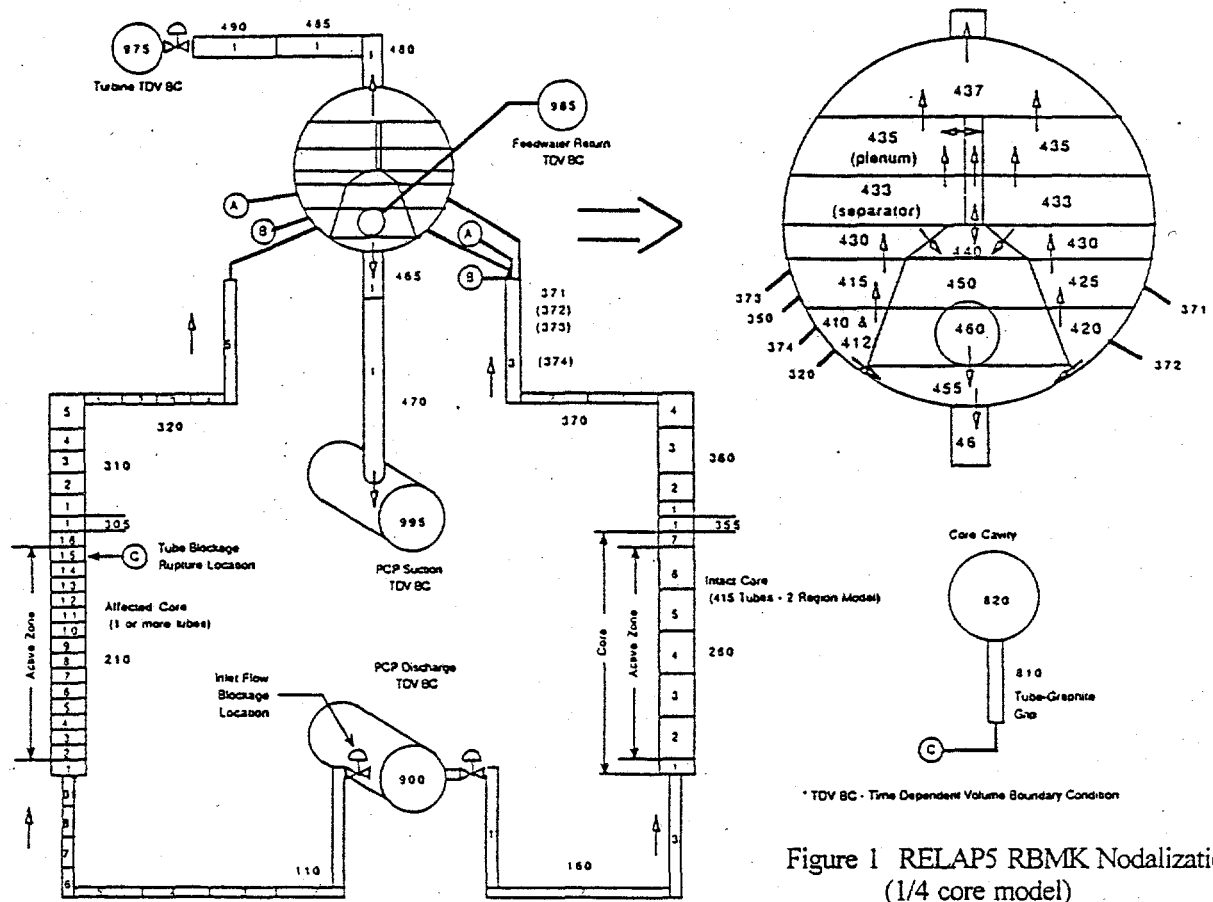 490
485
975
1
1
1
480
Turbine TDV BC
985
Feedwater Return
TDV BC
A
B
A
B
465
371
(372)
(373)
(374)
3
470
320
370
5
4
3
2
1
1
310
305
16
15
14
13
12
11
10
9
8
7
6
5
4
3
2
1
C
Tube Blockage
Rupture Location
Affected Core
(1 or more tubes)
Active Zone
210
995
PCP Suction
TDV BC
4
3
2
1
1
7
6
5
4
3
2
1
360
355
Core
Active Zone
Intact Core
(415 Tubes - 2 Region Model)
260
Inlet Flow
Blockage
Location
PCP Discharge
TDV BC
900
8
7
6
110
1
160
3
437
435
(plenum)
435
433
(separator)
433
430
440
430
415
450
425
410 &
412
460
420
455
46
373
350
374
320
371
372
Core Cavity
820
810
Tube-Graphite
C
* TDV BC - Time Dependent Volume Boundary Condition
Figure 1 RELAP5 RBMK Nodalizati
(1/4 core model)